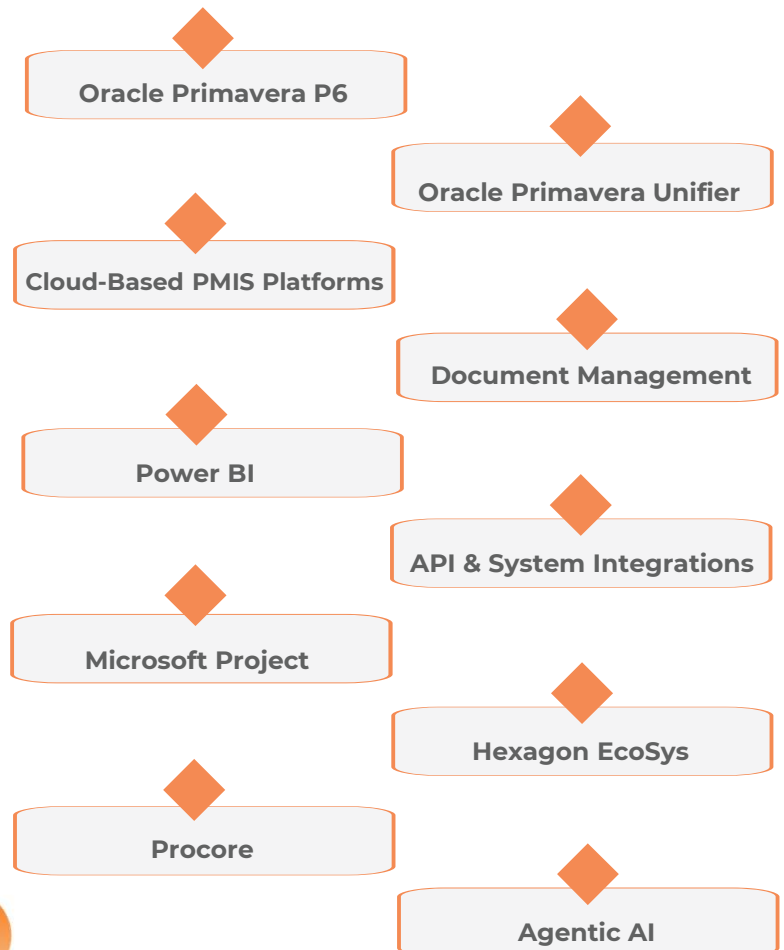 Oracle Primavera P6
Oracle Primavera Unifier
Cloud-Based PMIS Platforms
Document Management
Power BI
API & System Integrations
Microsoft Project
Hexagon EcoSys
Procore
Agentic AI